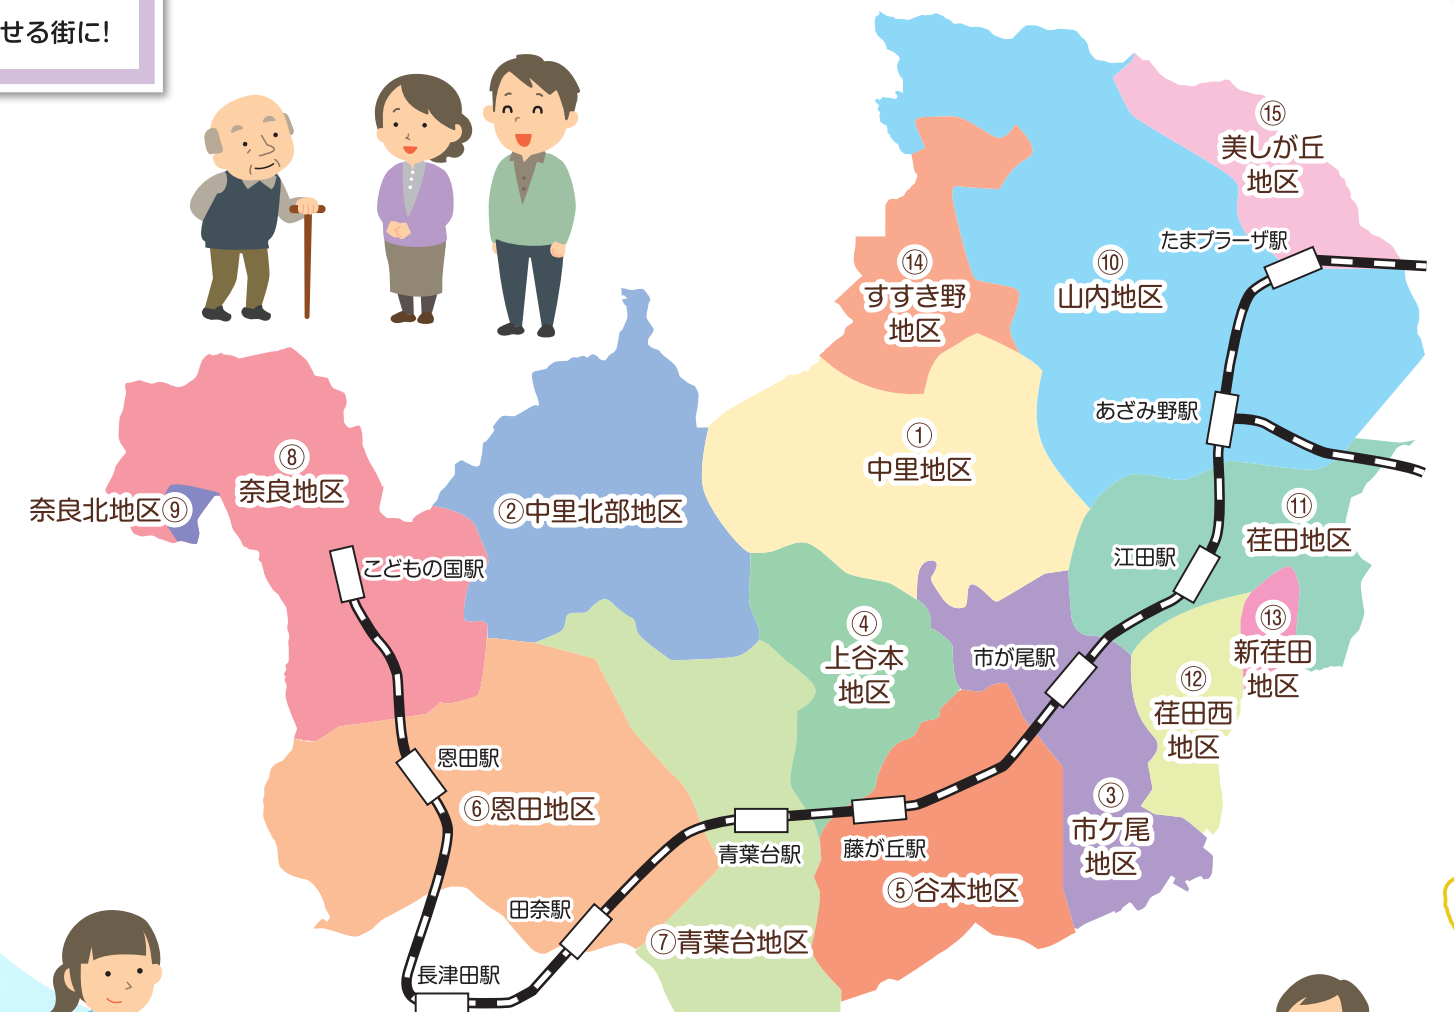 せる街に!
⑮
美しが丘
地区
たまプラーザ駅
⑭
すすき野
地区
⑩
山内地区
あざみ野駅
①
中里地区
⑧
奈良地区
奈良北地区⑨
②中里北部地区
⑪
荏田地区
江田駅
こどもの国駅
④
上谷本
地区
市が尾駅
⑬
新荏田
地区
⑫
荏田西
地区
恩田駅
⑥恩田地区
③
市ケ尾
地区
青葉台駅
藤が丘駅
⑤谷本地区
田奈駅
⑦青葉台地区
長津田駅